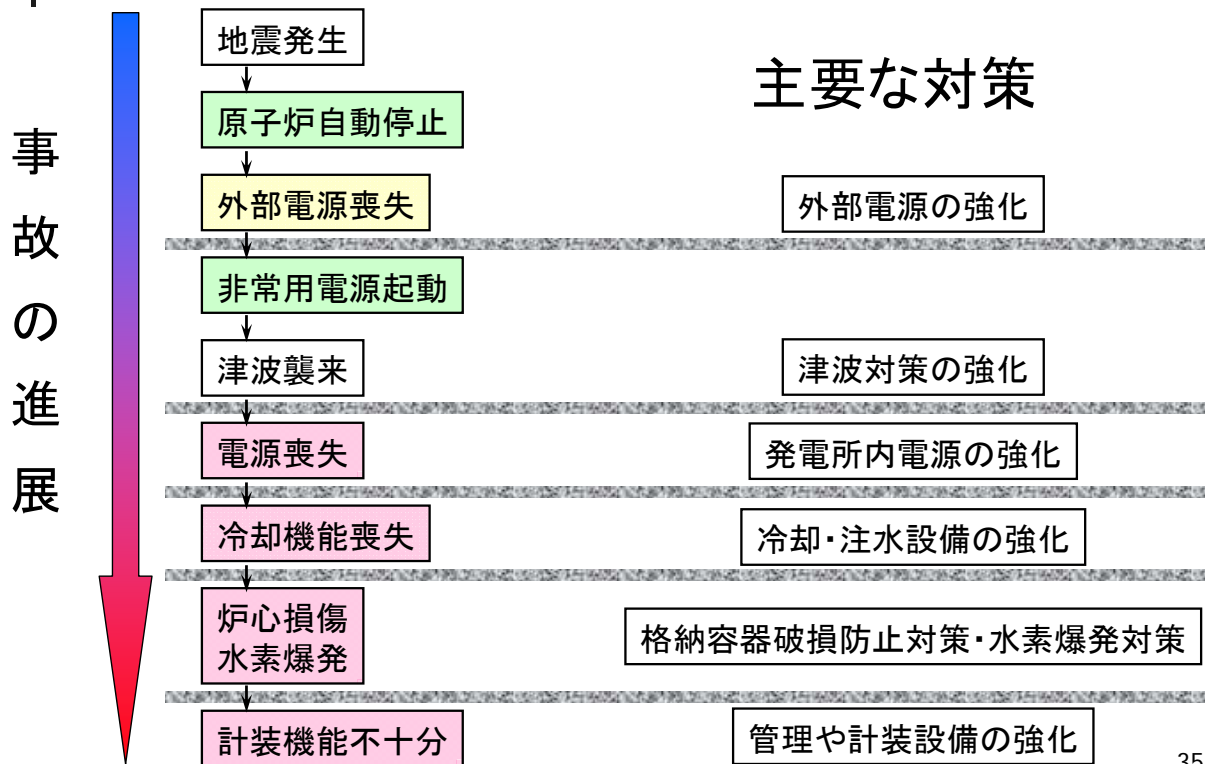 事故の進展
主要な対策
地震発生
原子炉自動停止
外部電源喪失
外部電源の強化
非常用電源起動
津波襲来
津波対策の強化
電源喪失
発電所内電源の強化
冷却機能喪失
冷却・注水設備の強化
炉心損傷
水素爆発
格納容器破損防止対策・水素爆発対策
計装機能不十分
管理や計装設備の強化
35